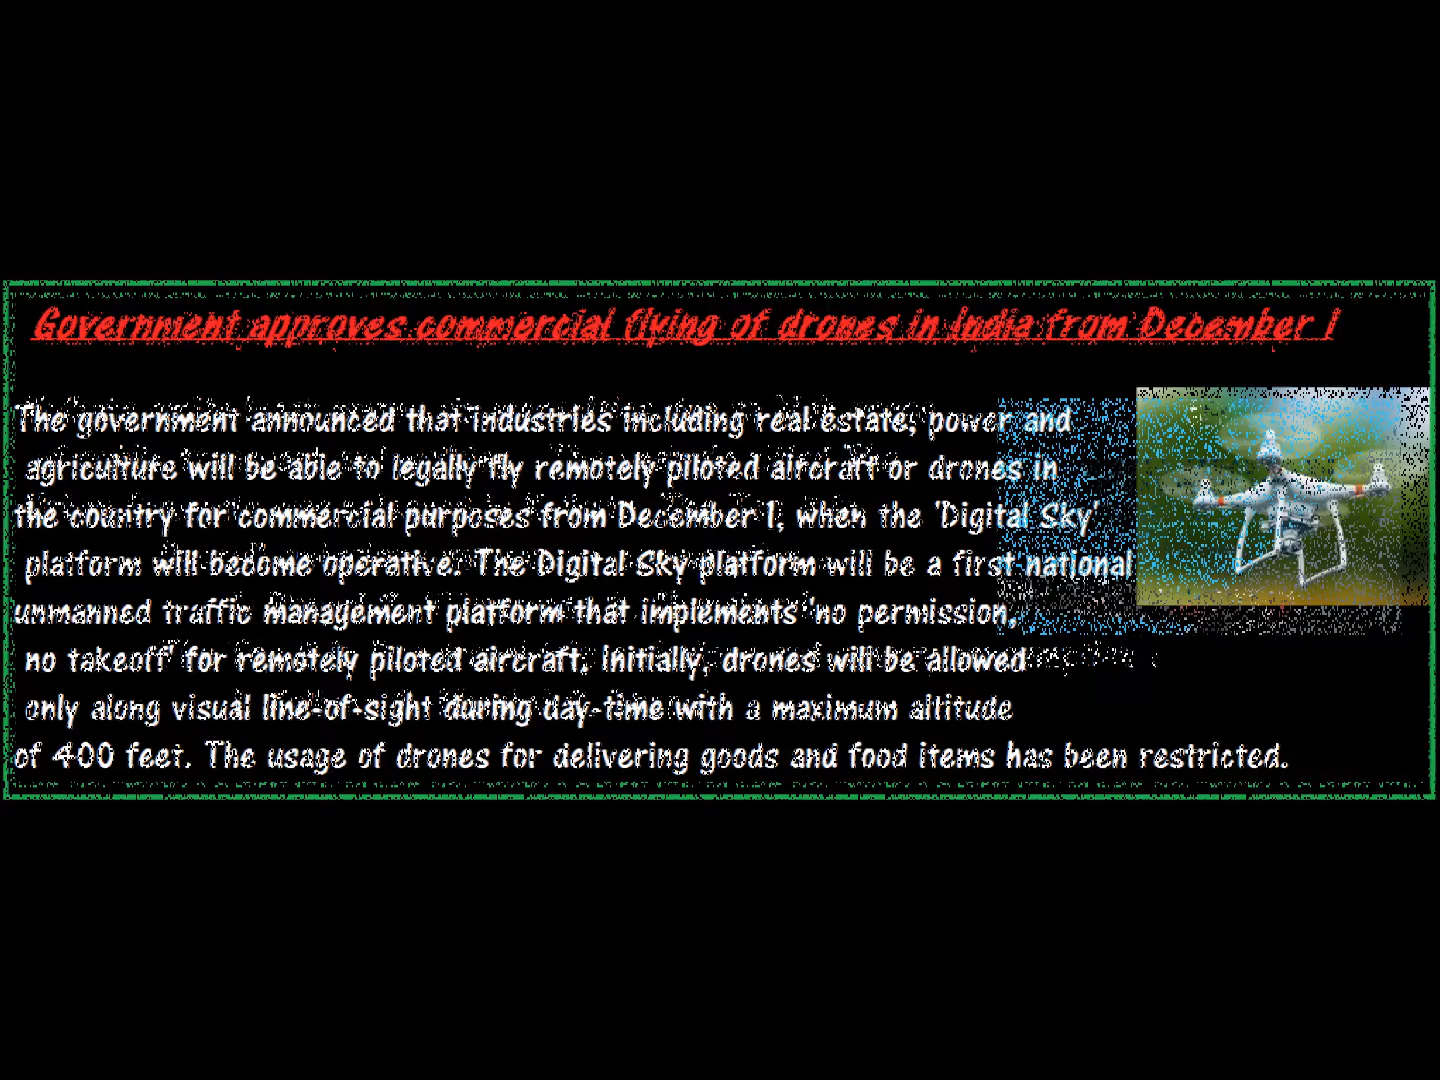 Government approves commercial flying of drones in India from December 1
The government announced that industries including real estate, power and
agriculture will be able to legally fly remotely piloted aircraft or drones in
the country for commercial purposes from December 1, when the 'Digital Sky'
platform will become operative. The Digital Sky platform will be a first national
unmanned traffic management platform that implements 'no permission,
no takeoff' for remotely piloted aircraft. Initially, drones will be allowed
only along visual line-of-sight during day-time with a maximum altitude
of 400 feet. The usage of drones for delivering goods and food items has been restricted.